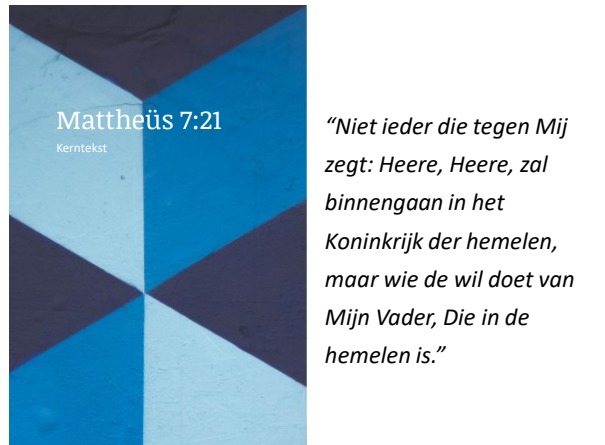 Mattheüs 7:21
Kerntekst
“Niet ieder die tegen Mij
zegt: Heere, Heere, zal
binnengaan in het
Koninkrijk der hemelen,
maar wie de wil doet van
Mijn Vader, Die in de
hemelen is.”